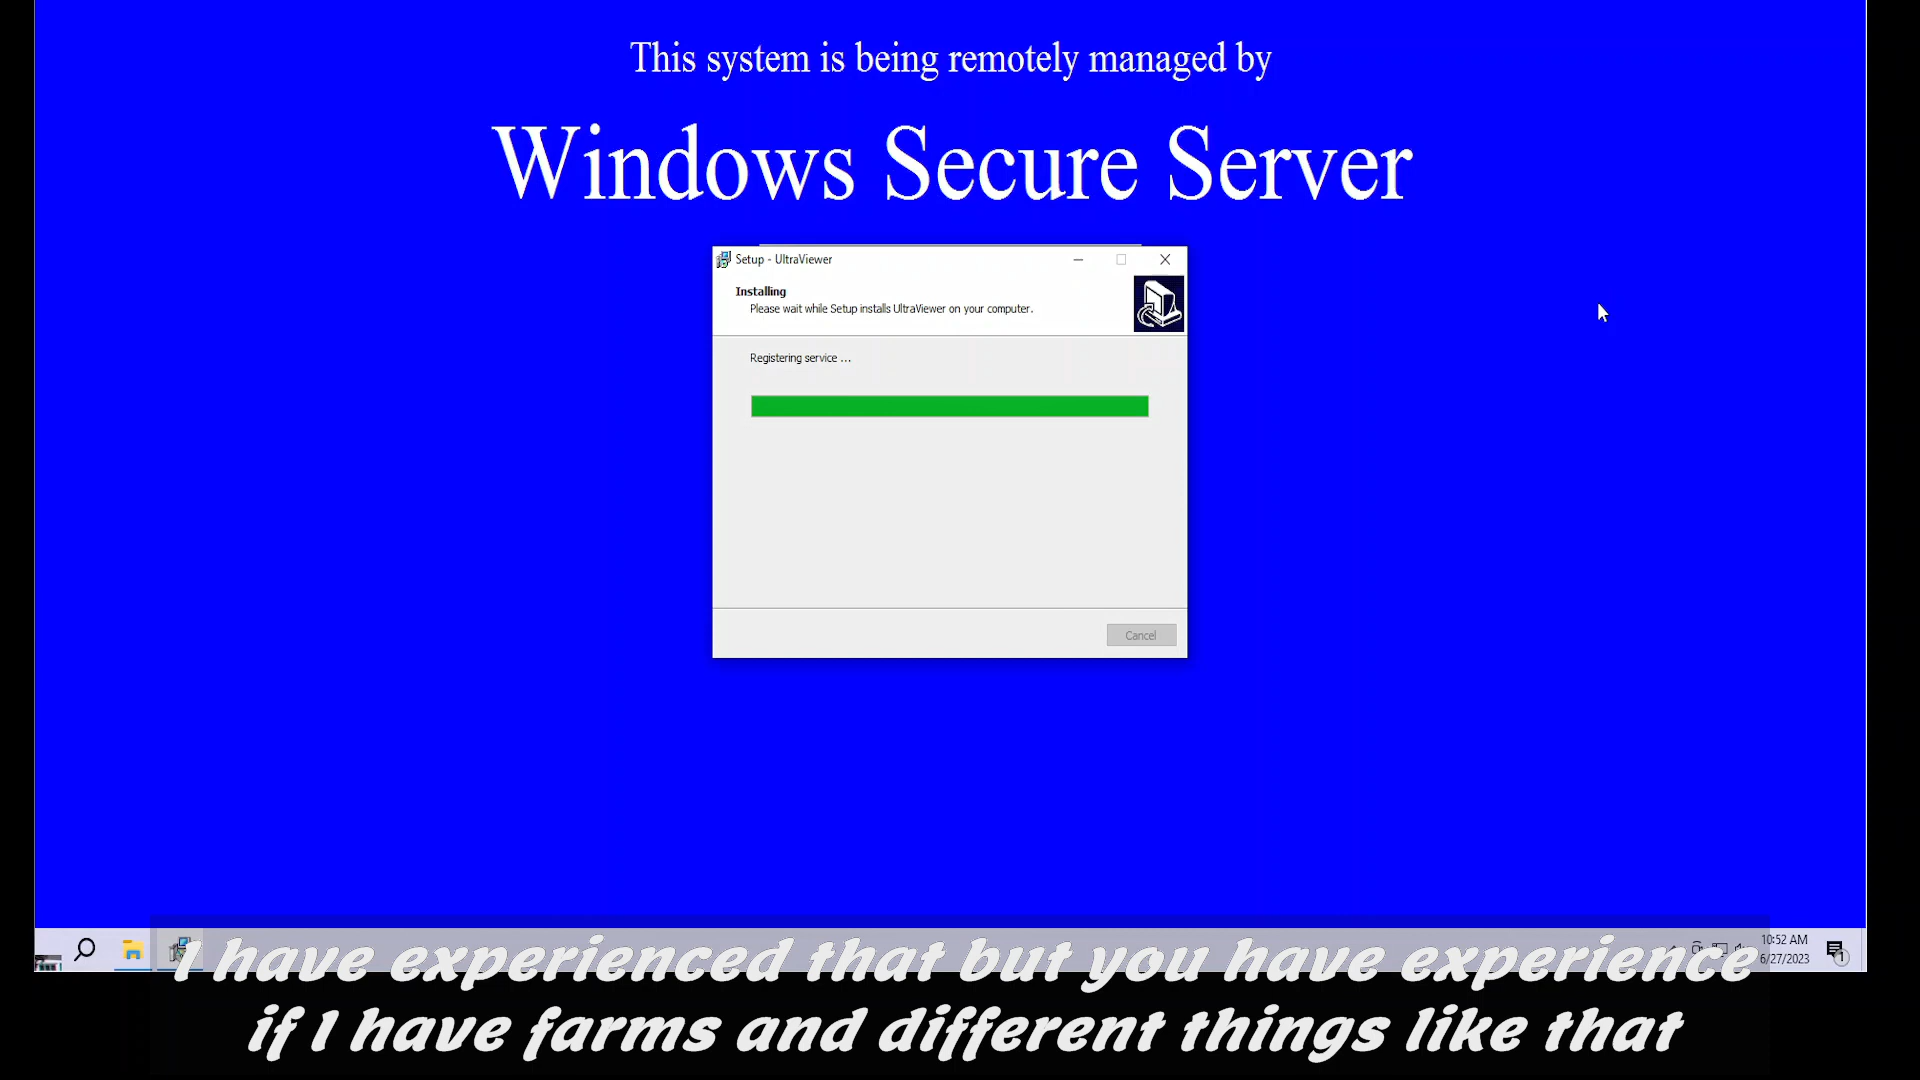 This system is being remotely managed by
Windows Secure Server
Setup - UltraViewer
Installing
Please wait while Setup installs UltraViewer on your computer.
Registering service ...
Cancel
10:52 AM
6/27/2023
1
I have experienced that but you have experience
if I have farms and different things like that